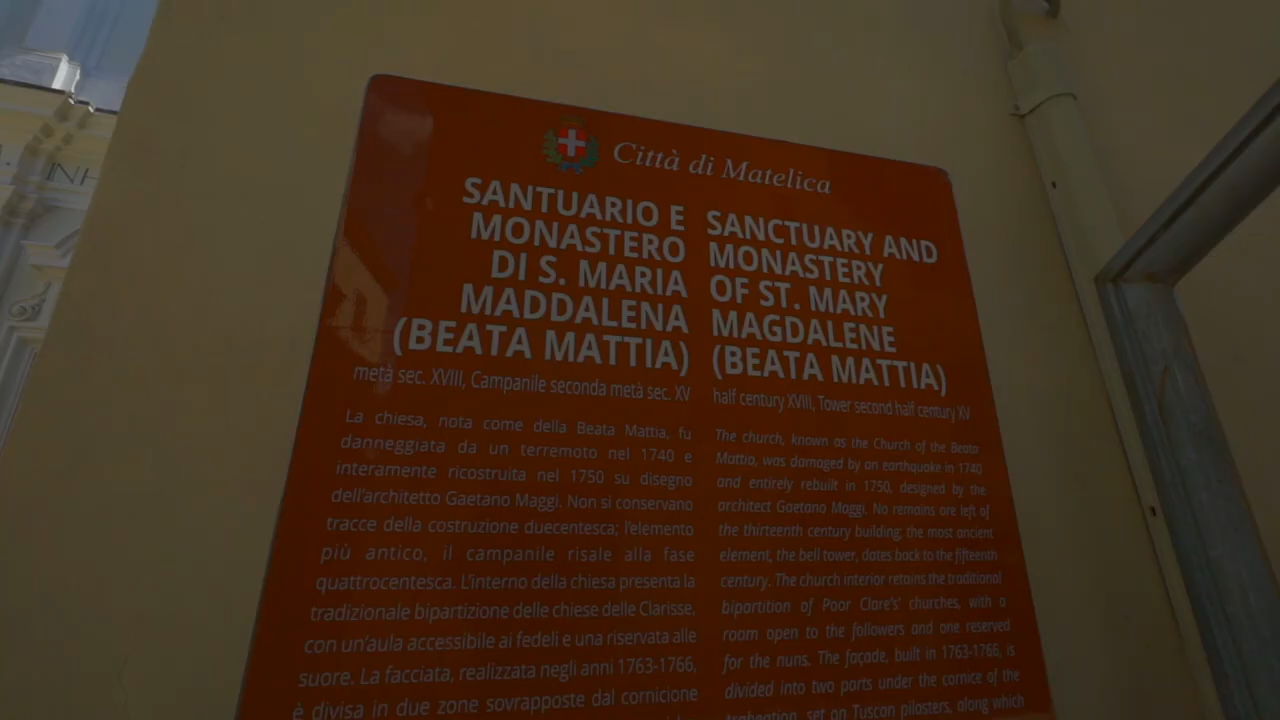 INH
Città di Matelica
SANTUARIO E
MONASTERO
DI S. MARIA
MADDALENA
(BEATA MATTIA)
metà sec. XVIII, Campanile seconda metà sec. XV
La chiesa, nota come della Beata Mattia, fu
danneggiata da un terremoto nel 1740 e
interamente ricostruita nel 1750 su disegno
dell'architetto Gaetano Maggi. Non si conservano
tracce della costruzione duecentesca; l'elemento
più antico, il campanile risale alla fase
quattrocentesca. L'interno della chiesa presenta la
tradizionale bipartizione delle chiese delle Clarisse,
con un'aula accessibile ai fedeli e una riservata alle
suore. La facciata, realizzata negli anni 1763-1766,
è divisa in due zone sovrapposte dal cornicione
SANCTUARY AND
MONASTERY
OF ST. MARY
MAGDALENE
(BEATA MATTIA)
half century XVIII, Tower second half century XV
The church, known as the Church of the Beata
Mattia, was damaged by an earthquake in 1740
and entirely rebuilt in 1750, designed by the
architect Gaetano Maggi. No remains are left of
the thirteenth century building; the most ancient
element, the bell tower, dates back to the fifteenth
century. The church interior retains the traditional
bipartition of Poor Clare's' churches, with a
room open to the followers and one reserved
for the nuns. The façade, built in 1763-1766, is
divided into two parts under the cornice of the
trabeation, set on Tuscan pilasters, along which